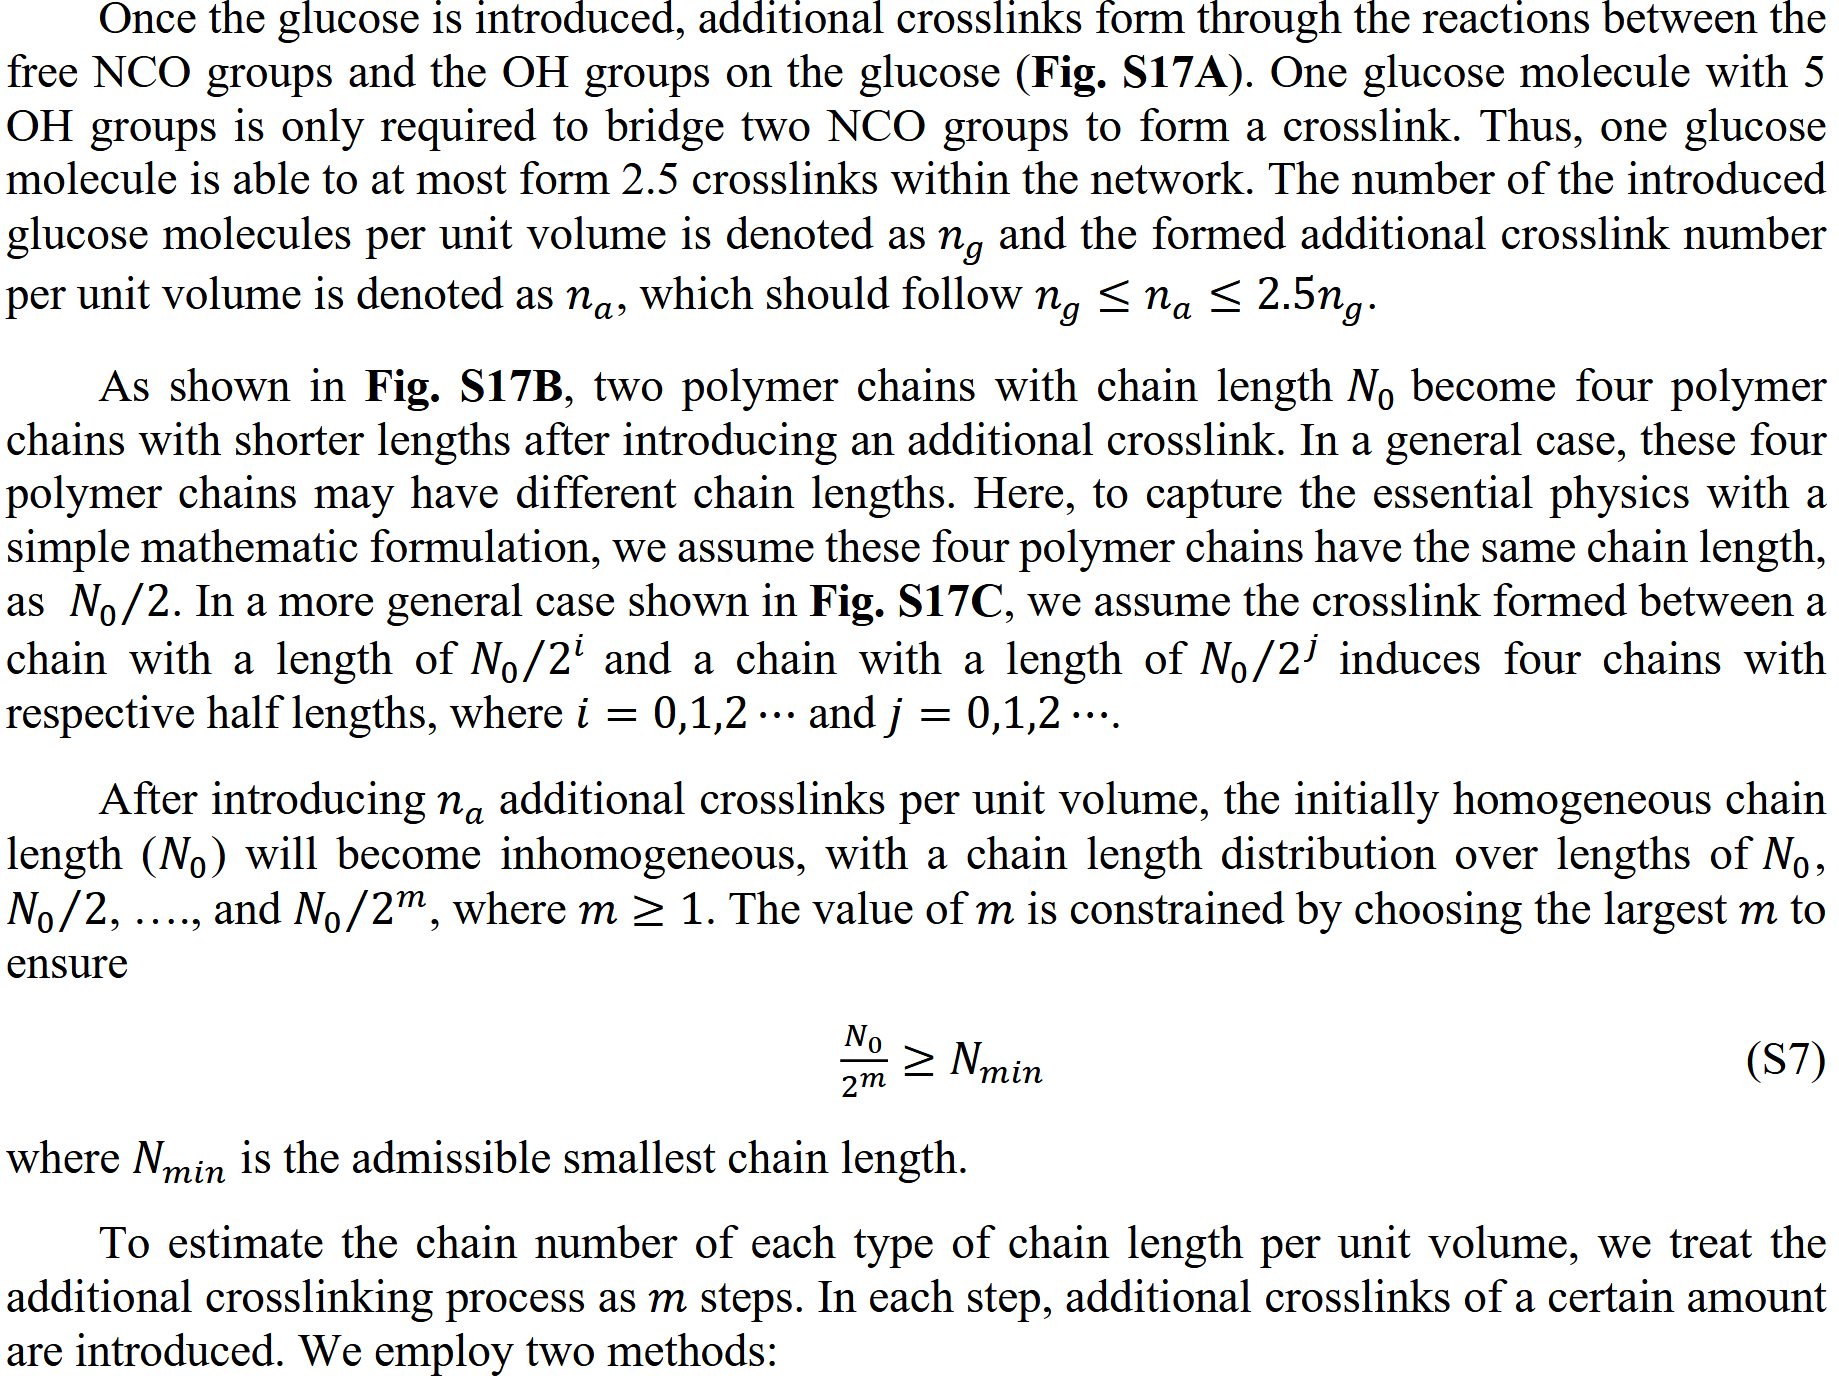 Once the glucose is introduced, additional crosslinks form through the reactions between the
free NCO groups and the OH groups on the glucose (Fig. S17A). One glucose molecule with 5
OH groups is only required to bridge two NCO groups to form a crosslink. Thus, one glucose
molecule is able to at most form 2.5 crosslinks within the network. The number of the introduced
glucose molecules per unit volume is denoted as $n_g$ and the formed additional crosslink number
per unit volume is denoted as $n_a$, which should follow $n_g \leq n_a \leq 2.5n_g$.
As shown in Fig. S17B, two polymer chains with chain length $N_0$ become four polymer
chains with shorter lengths after introducing an additional crosslink. In a general case, these four
polymer chains may have different chain lengths. Here, to capture the essential physics with a
simple mathematic formulation, we assume these four polymer chains have the same chain length,
as $N_0/2$. In a more general case shown in Fig. S17C, we assume the crosslink formed between a
chain with a length of $N_0/2^i$ and a chain with a length of $N_0/2^j$ induces four chains with
respective half lengths, where $i = 0,1,2 \cdots$ and $j = 0,1,2 \cdots$.
After introducing $n_a$ additional crosslinks per unit volume, the initially homogeneous chain
length ($N_0$) will become inhomogeneous, with a chain length distribution over lengths of $N_0$,
$N_0/2$, …., and $N_0/2^m$, where $m \geq 1$. The value of $m$ is constrained by choosing the largest $m$ to
ensure
$\frac{N_0}{2^m} \geq N_{min}$ (S7)
where $N_{min}$ is the admissible smallest chain length.
To estimate the chain number of each type of chain length per unit volume, we treat the
additional crosslinking process as $m$ steps. In each step, additional crosslinks of a certain amount
are introduced. We employ two methods: